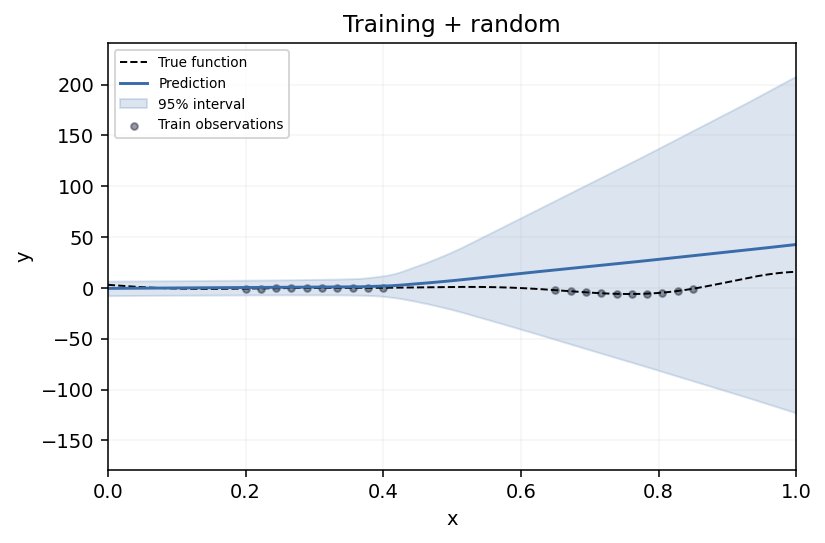 Training + random
True function
Prediction
95% interval
Train observations
y
200
150
100
50
0
−50
−100
−150
0.0
0.2
0.4
0.6
0.8
1.0
x